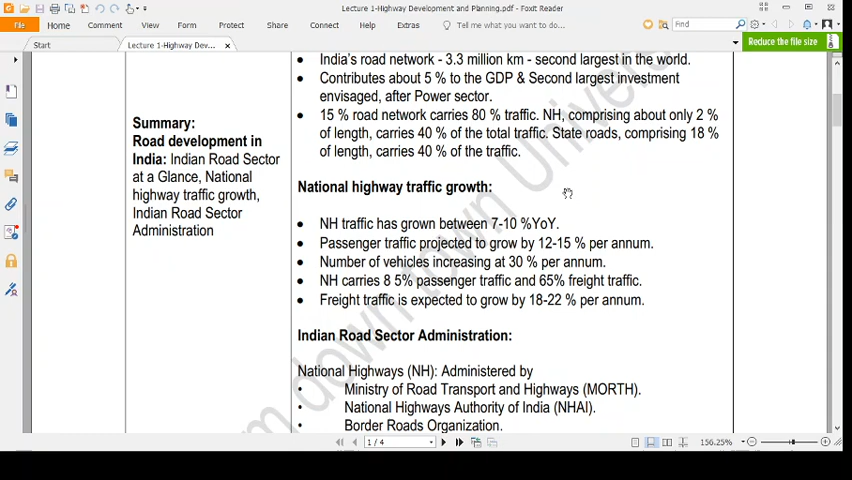 Lecture 1-Highway Development and Planning.pdf - Foxit Reader
File Home Comment View Form Protect Share Connect Help Extras Tell me what you want to do... Find
Start Lecture 1-Highway Dev... Reduce the file size
India's road network - 3.3 million km - second largest in the world.
Contributes about 5 % to the GDP & Second largest investment
envisaged, after Power sector.
15 % road network carries 80 % traffic. NH, comprising about only 2 %
of length, carries 40 % of the total traffic. State roads, comprising 18 %
of length, carries 40 % of the traffic.
Summary:
Road development in
India: Indian Road Sector
at a Glance, National
highway traffic growth,
Indian Road Sector
Administration
National highway traffic growth:
NH traffic has grown between 7-10 %YoY.
Passenger traffic projected to grow by 12-15 % per annum.
Number of vehicles increasing at 30 % per annum.
NH carries 8 5% passenger traffic and 65% freight traffic.
Freight traffic is expected to grow by 18-22 % per annum.
Indian Road Sector Administration:
National Highways (NH): Administered by
Ministry of Road Transport and Highways (MORTH).
National Highways Authority of India (NHAI).
Border Roads Organization.
1 / 4 156.25%